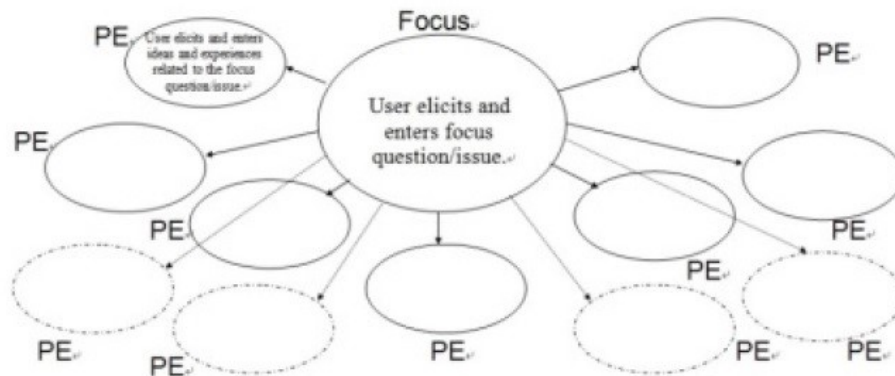 Focus
PE
User elicits and enters
ideas and experiences
related to the focus
question/issue.
PE
User elicits and
enters focus
question/issue.
PE
PE
PE
PE
PE
PE
PE
PE
PE
PE